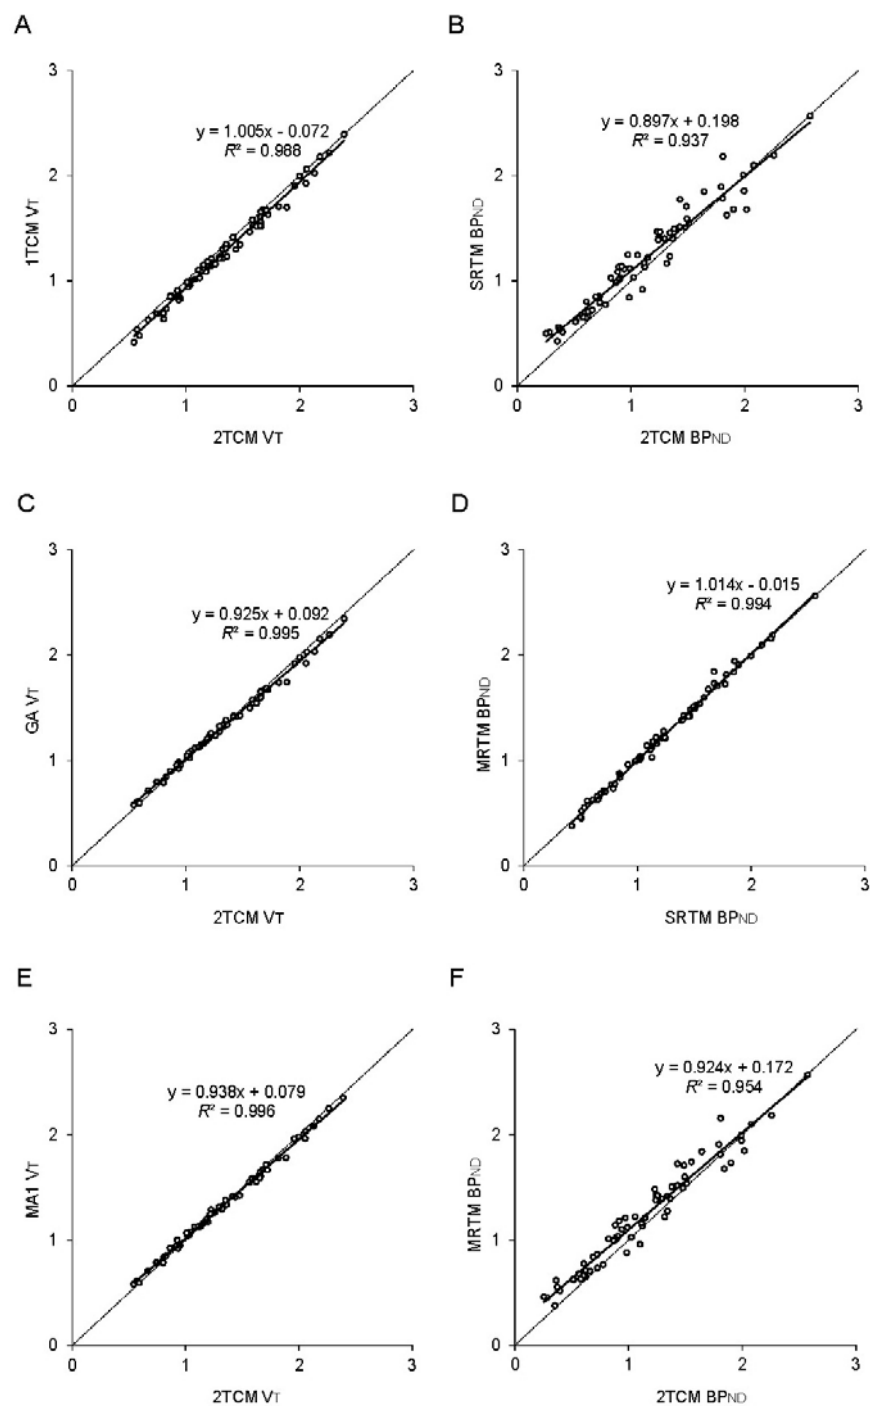 A
y = 1.005x - 0.072
R² = 0.988
3
2
1
0
0 1 2 3
1TCM VT
2TCM VT
B
y = 0.897x + 0.198
R² = 0.937
3
2
1
0
0 1 2 3
SRTM BPND
2TCM BPND
C
y = 0.925x + 0.092
R² = 0.995
3
2
1
0
0 1 2 3
GA VT
2TCM VT
D
y = 1.014x - 0.015
R² = 0.994
3
2
1
0
0 1 2 3
MRTM BPND
SRTM BPND
E
y = 0.938x + 0.079
R² = 0.996
3
2
1
0
0 1 2 3
MA1 VT
2TCM VT
F
y = 0.924x + 0.172
R² = 0.954
3
2
1
0
0 1 2 3
MRTM BPND
2TCM BPND